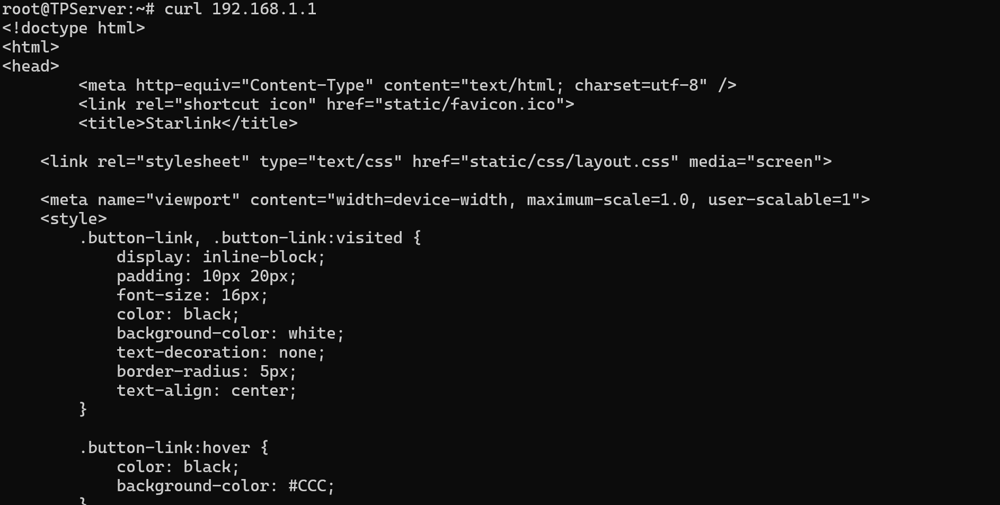 root@TPServer:~# curl 192.168.1.1
<!doctype html>
<html>
<head>
        <meta http-equiv="Content-Type" content="text/html; charset=utf-8" />
        <link rel="shortcut icon" href="static/favicon.ico">
        <title>Starlink</title>
    <link rel="stylesheet" type="text/css" href="static/css/layout.css" media="screen">
    <meta name="viewport" content="width=device-width, maximum-scale=1.0, user-scalable=1">
    <style>
        .button-link, .button-link:visited {
            display: inline-block;
            padding: 10px 20px;
            font-size: 16px;
            color: black;
            background-color: white;
            text-decoration: none;
            border-radius: 5px;
            text-align: center;
        }
        .button-link:hover {
            color: black;
            background-color: #CCC;
        }